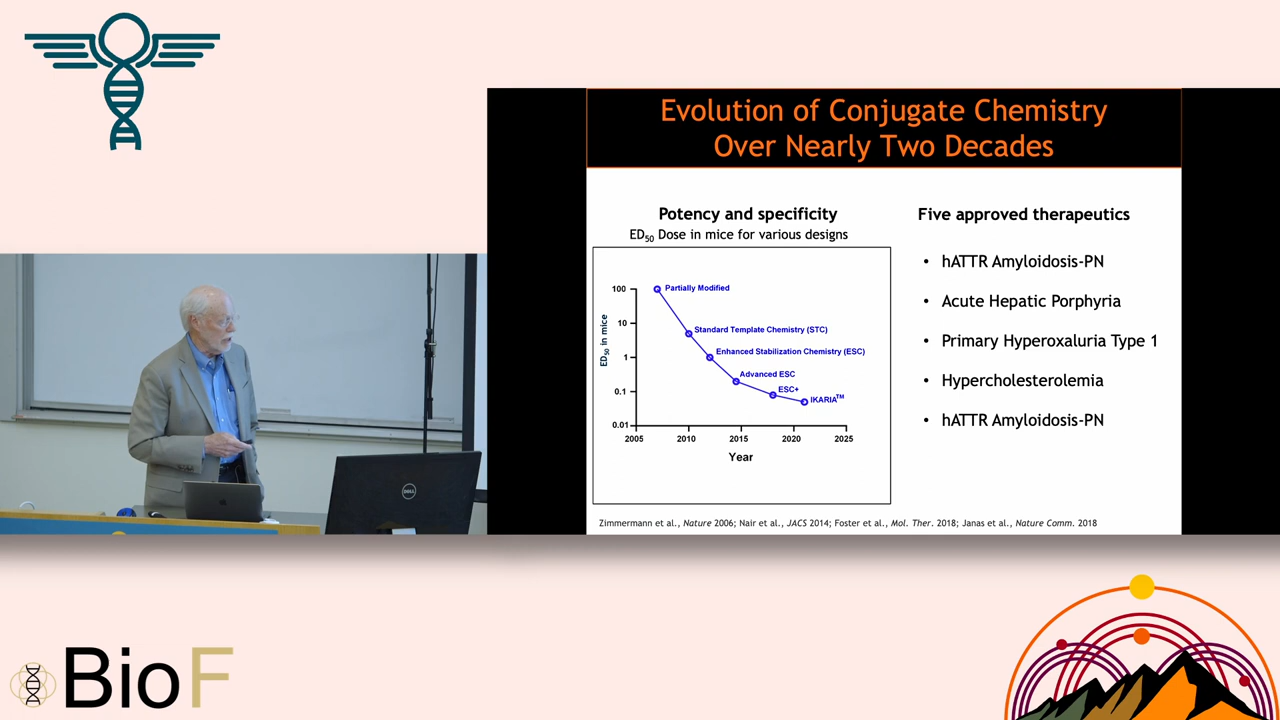 Evolution of Conjugate Chemistry
Over Nearly Two Decades
Potency and specificity
ED50 Dose in mice for various designs
ED50 in mice
100
10
1
0.1
0.01
Partially Modified
Standard Template Chemistry (STC)
Enhanced Stabilization Chemistry (ESC)
Advanced ESC
ESC+
IKARIA™
2005
2010
2015
2020
2025
Year
Five approved therapeutics
• hATTR Amyloidosis-PN
• Acute Hepatic Porphyria
• Primary Hyperoxaluria Type 1
• Hypercholesterolemia
• hATTR Amyloidosis-PN
Zimmermann et al., Nature 2006; Nair et al., JACS 2014; Foster et al., Mol. Ther. 2018; Janas et al., Nature Comm. 2018
DELL
BioF